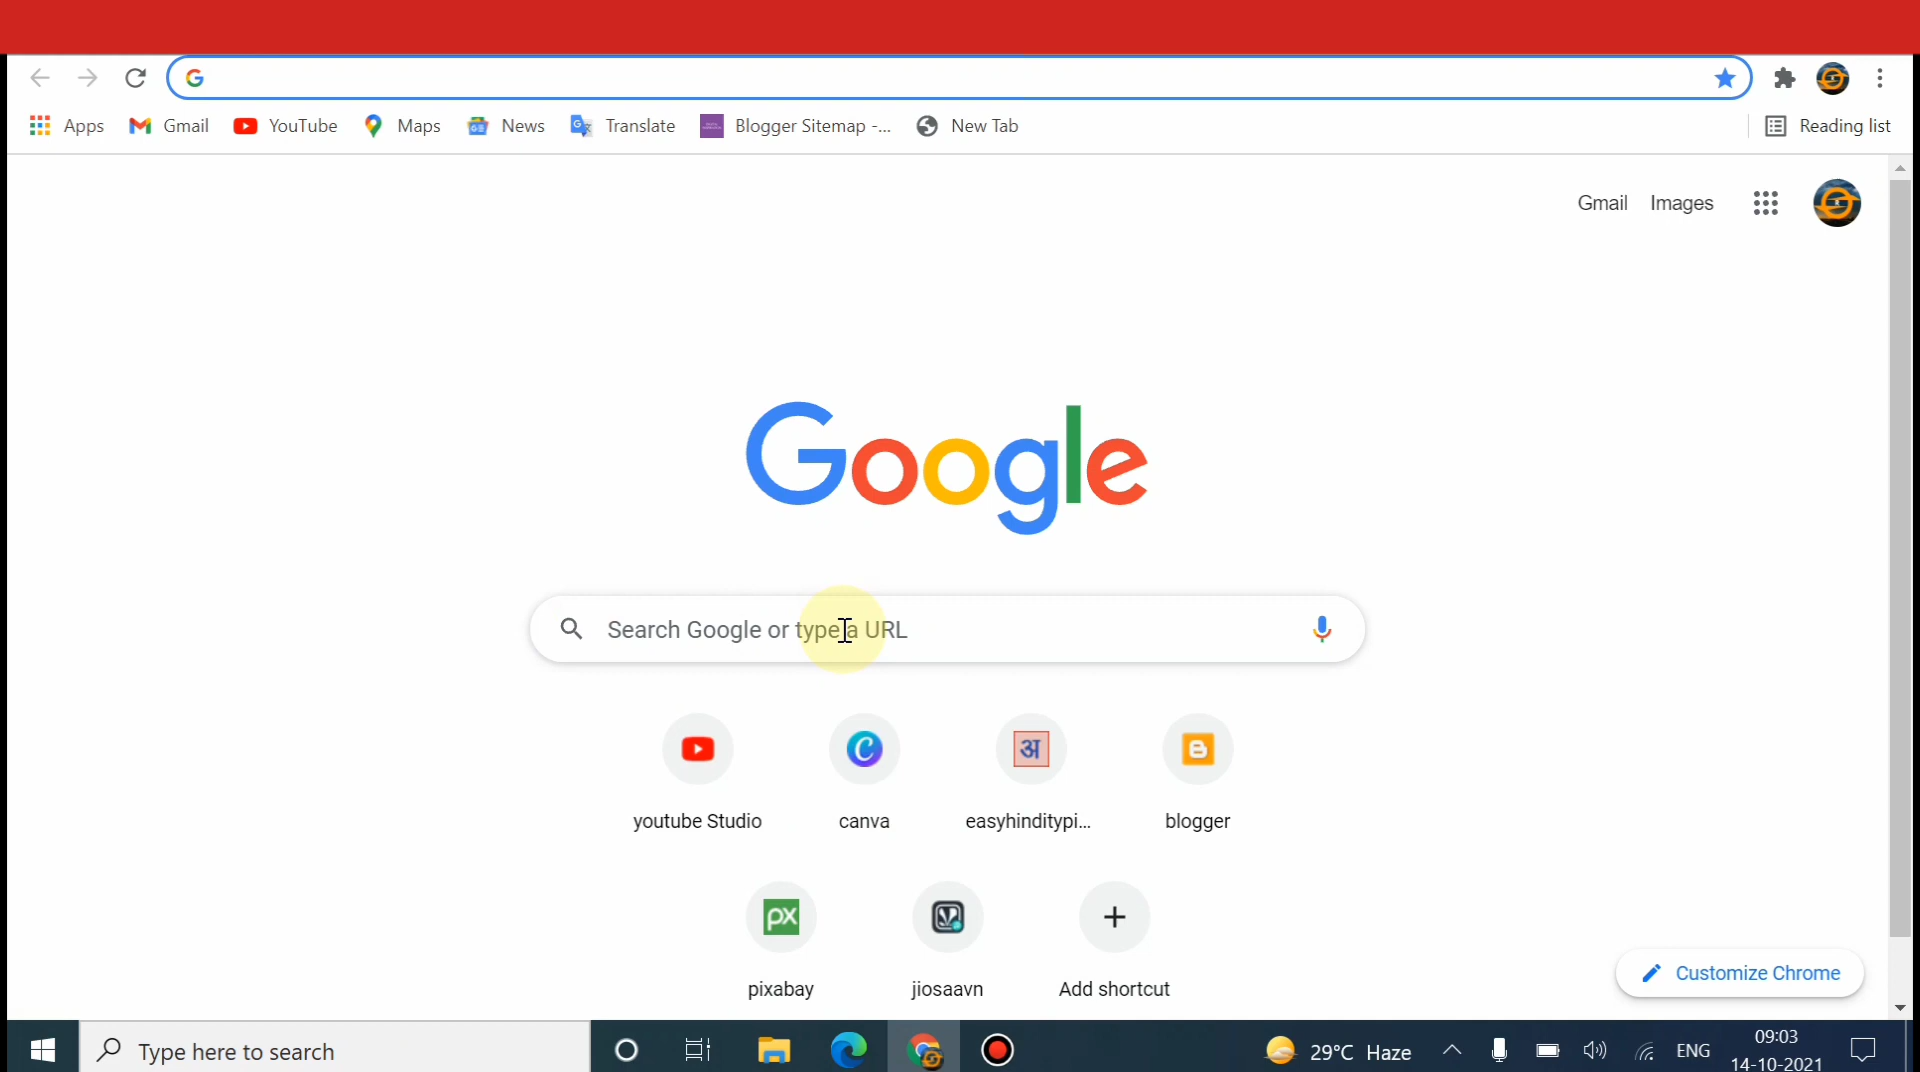 Apps Gmail YouTube Maps News Translate Blogger Sitemap -... New Tab Reading list
Gmail Images
Google
Search Google or type a URL
youtube Studio canva easyhinditypi... blogger
pixabay jiosaavn Add shortcut
Customize Chrome
Type here to search 29°C Haze ENG 09:03
14-10-2021